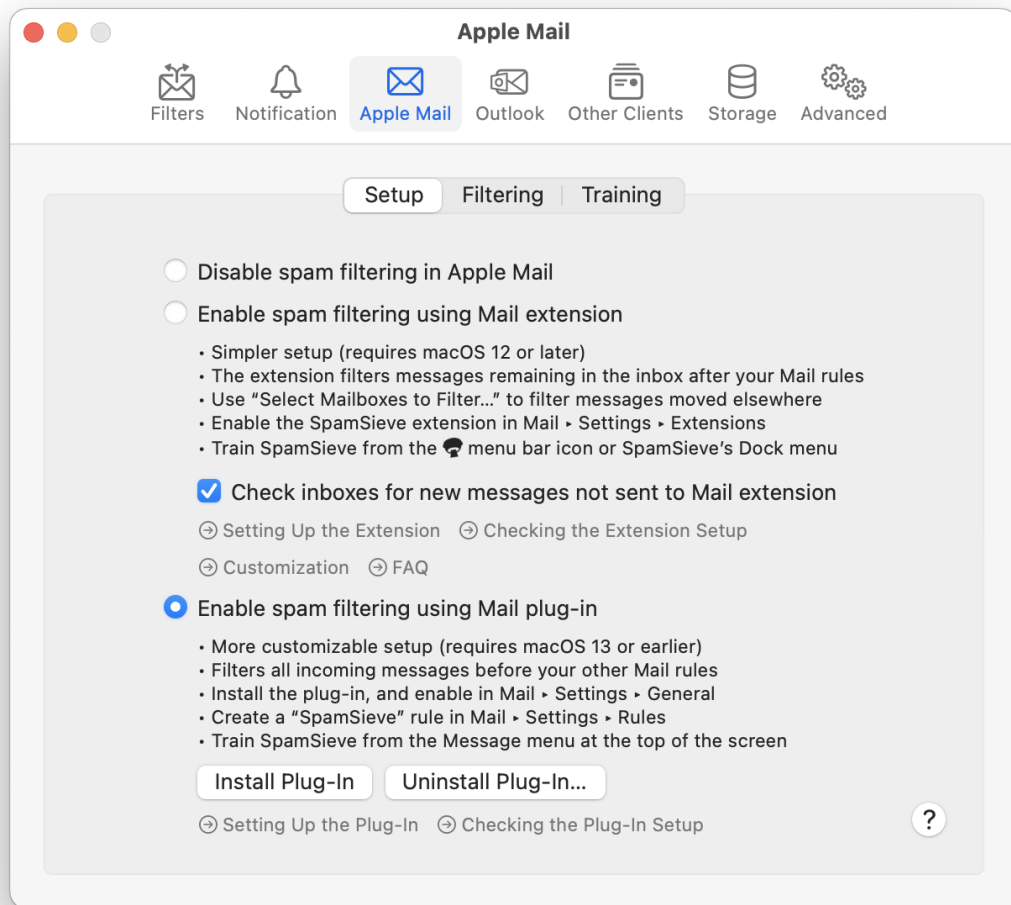 Apple Mail
Filters Notification Apple Mail Outlook Other Clients Storage Advanced
Setup Filtering Training
Disable spam filtering in Apple Mail
Enable spam filtering using Mail extension
• Simpler setup (requires macOS 12 or later)
• The extension filters messages remaining in the inbox after your Mail rules
• Use “Select Mailboxes to Filter…” to filter messages moved elsewhere
• Enable the SpamSieve extension in Mail ▸ Settings ▸ Extensions
• Train SpamSieve from the menu bar icon or SpamSieve’s Dock menu
Check inboxes for new messages not sent to Mail extension
Setting Up the Extension Checking the Extension Setup
Customization FAQ
Enable spam filtering using Mail plug-in
• More customizable setup (requires macOS 13 or earlier)
• Filters all incoming messages before your other Mail rules
• Install the plug-in, and enable in Mail ▸ Settings ▸ General
• Create a “SpamSieve” rule in Mail ▸ Settings ▸ Rules
• Train SpamSieve from the Message menu at the top of the screen
Install Plug-In Uninstall Plug-In…
Setting Up the Plug-In Checking the Plug-In Setup
?